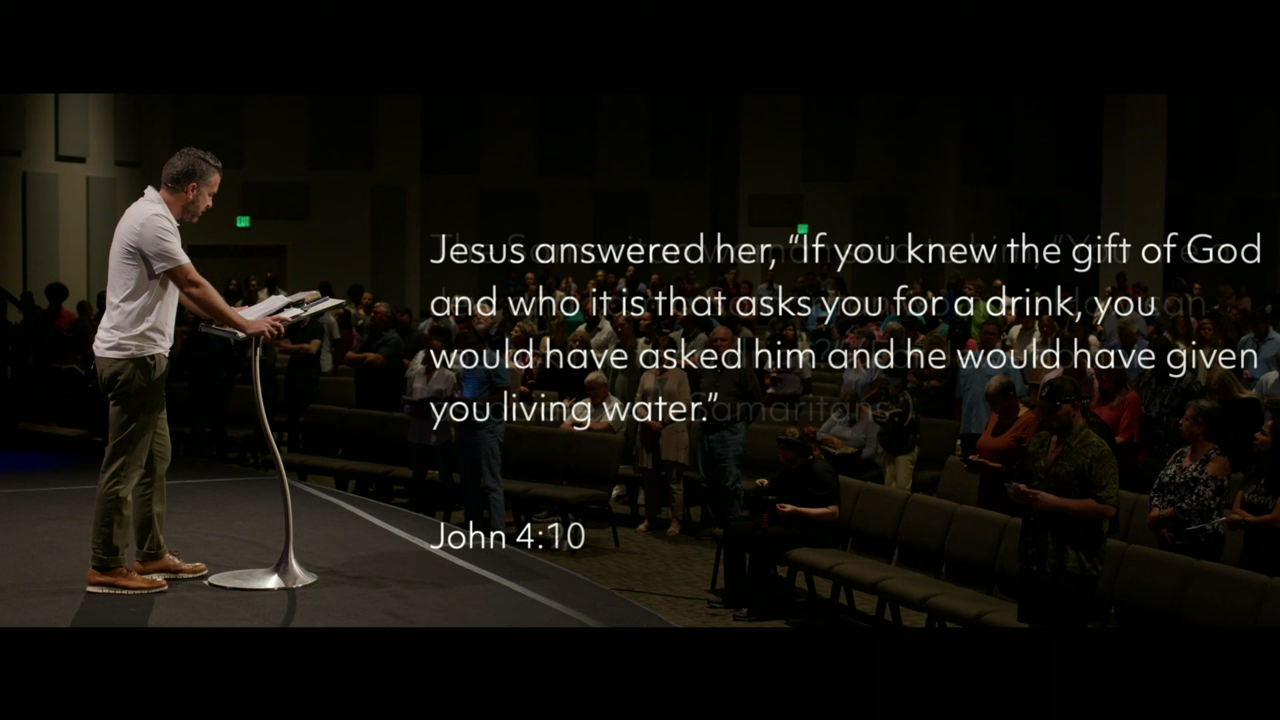 Jesus answered her, “If you knew the gift of God
and who it is that asks you for a drink, you
would have asked him and he would have given
you living water.”
John 4:10